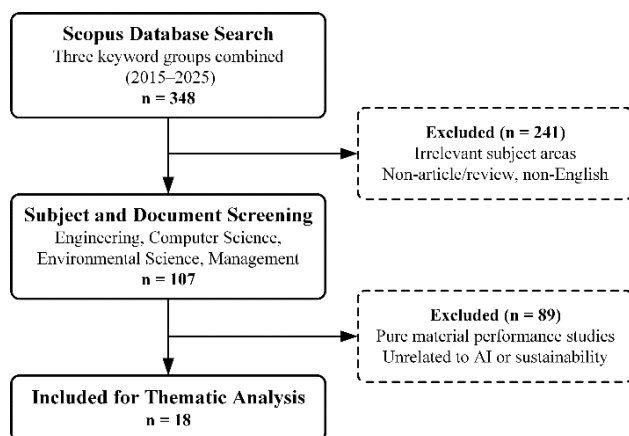 Scopus Database Search
Three keyword groups combined
(2015–2025)
n = 348
Excluded (n = 241)
Irrelevant subject areas
Non-article/review, non-English
Subject and Document Screening
Engineering, Computer Science,
Environmental Science, Management
n = 107
Excluded (n = 89)
Pure material performance studies
Unrelated to AI or sustainability
Included for Thematic Analysis
n = 18